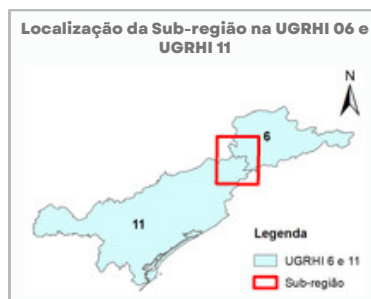 Localização da Sub-região na UGRHI 06 e
UGRHI 11
N
6
11
Legenda
UGRHI 6 e 11
Sub-região